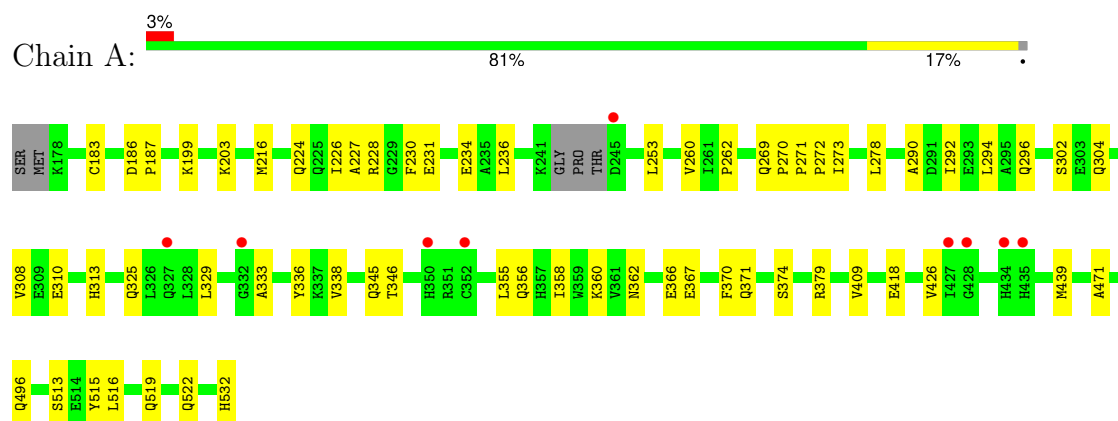 3%
Chain A:
81% 17% •
SER MET K178 C183 D186 P187 K199 K203 M216 Q224 Q225 I226 A227 R228 G229 F230 E231 E234 A235 L236 K241 GLY PRO THR D245 L253 V260 I261 P262 Q269 P270 P271 P272 I273 L278 A290 D291 I292 E293 L294 A295 Q296 S302 E303 Q304
V308 E309 E310 H313 Q325 L326 Q327 L328 L329 G332 A333 Y336 K337 V338 Q345 T346 H350 R351 C352 L355 Q356 H357 I358 W359 K360 V361 N362 E366 E367 F370 Q371 S374 R379 V409 E418 V426 I427 G428 H434 H435 M439 A471
Q496 S513 E514 Y515 L516 Q519 Q522 H532